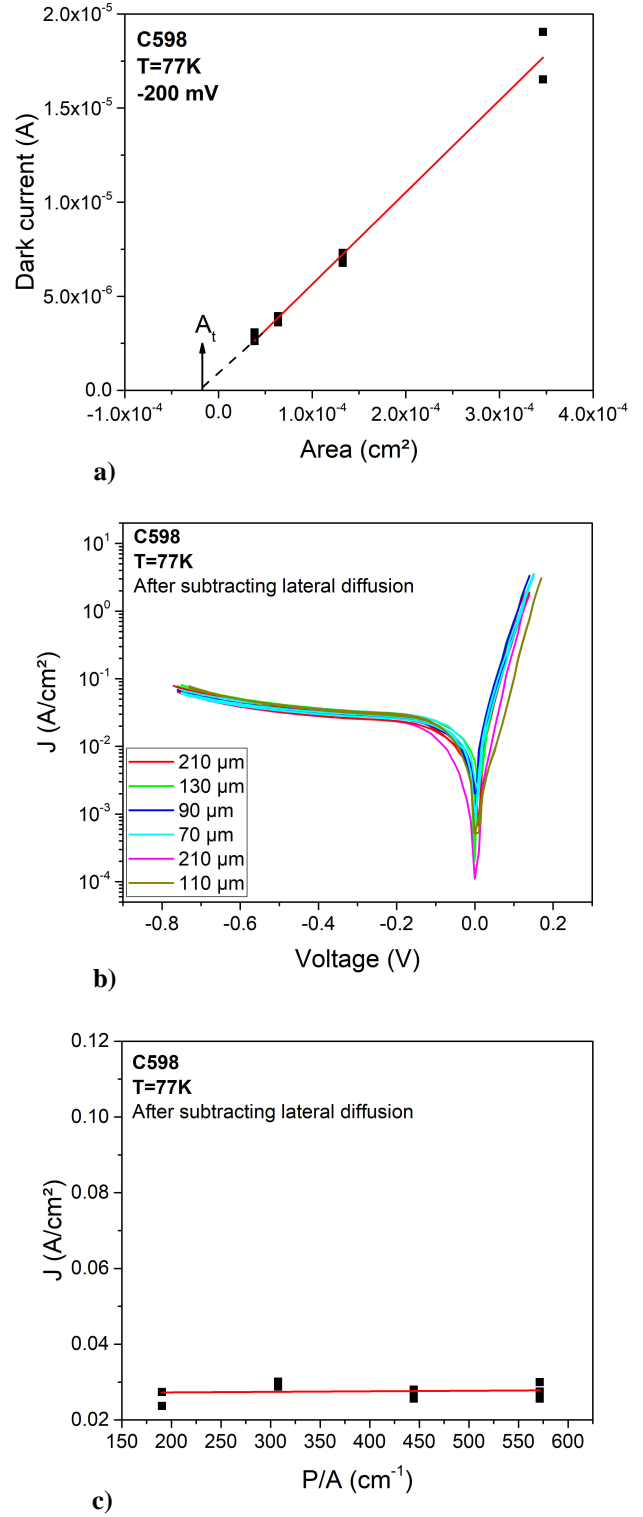 C598
T=77K
-200 mV
Dark current (A)
2.0x10⁻⁵
1.5x10⁻⁵
1.0x10⁻⁵
5.0x10⁻⁶
0.0
Aₜ
-1.0x10⁻⁴ 0.0 1.0x10⁻⁴ 2.0x10⁻⁴ 3.0x10⁻⁴ 4.0x10⁻⁴
Area (cm²)
a)
C598
T=77K
After subtracting lateral diffusion
J (A/cm²)
10¹
10⁰
10⁻¹
10⁻²
10⁻³
10⁻⁴
210 µm
130 µm
90 µm
70 µm
210 µm
110 µm
-0.8 -0.6 -0.4 -0.2 0.0 0.2
Voltage (V)
b)
C598
T=77K
After subtracting lateral diffusion
J (A/cm²)
0.12
0.10
0.08
0.06
0.04
0.02
150 200 250 300 350 400 450 500 550 600
P/A (cm⁻¹)
c)